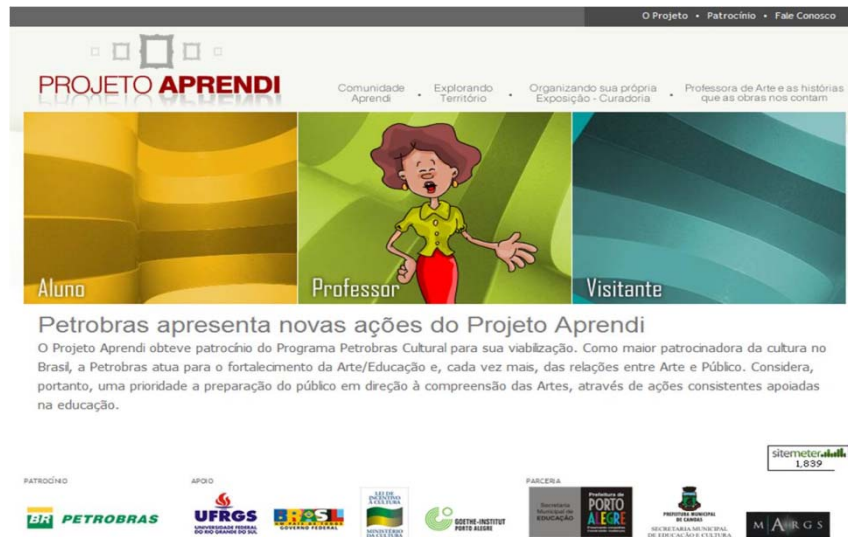 O Projeto • Patrocínio • Fale Conosco
PROJETO APRENDI
Comunidade
Aprendi
Explorando
Território
Organizando sua própria
Exposição - Curadoria
Professora de Arte e as histórias
que as obras nos contam
Aluno
Professor
Visitante
Petrobras apresenta novas ações do Projeto Aprendi
O Projeto Aprendi obteve patrocínio do Programa Petrobras Cultural para sua viabilização. Como maior patrocinadora da cultura no
Brasil, a Petrobras atua para o fortalecimento da Arte/Educação e, cada vez mais, das relações entre Arte e Público. Considera,
portanto, uma prioridade a preparação do público em direção à compreensão das Artes, através de ações consistentes apoiadas
na educação.
sitemeter
1,839
PATROCÍNIO
APOIO
PARCERIA
BR PETROBRAS
UFRGS
UNIVERSIDADE FEDERAL
DO RIO GRANDE DO SUL
BRASIL
UM PAÍS DE TODOS
GOVERNO FEDERAL
LEI DE
INCENTIVO
À CULTURA
MINISTÉRIO
DA CULTURA
GOETHE-INSTITUT
PORTO ALEGRE
Secretaria
Municipal de
EDUCAÇÃO
Prefeitura de
PORTO
ALEGRE
PREFEITURA MUNICIPAL
DE CANOAS
SECRETARIA MUNICIPAL
DE EDUCAÇÃO E CULTURA
MARGS